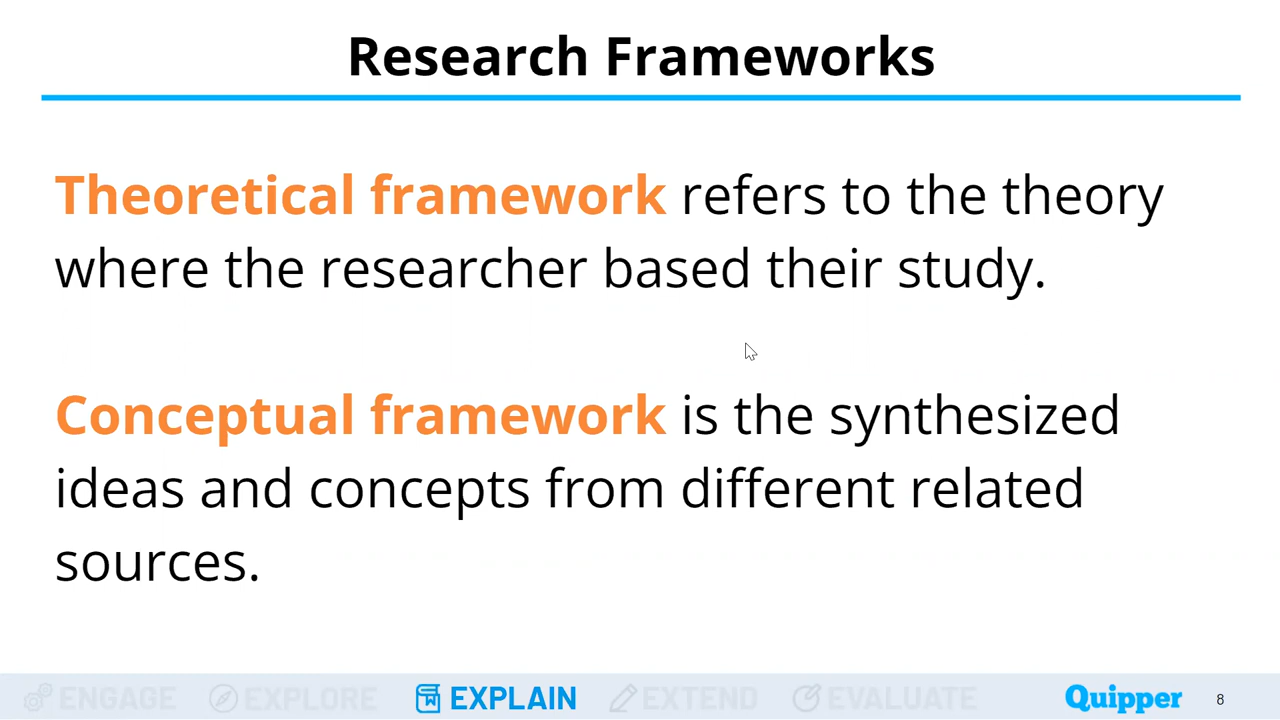 Research Frameworks
Theoretical framework refers to the theory
where the researcher based their study.
Conceptual framework is the synthesized
ideas and concepts from different related
sources.
ENGAGE EXPLORE EXPLAIN EXTEND EVALUATE Quipper 8